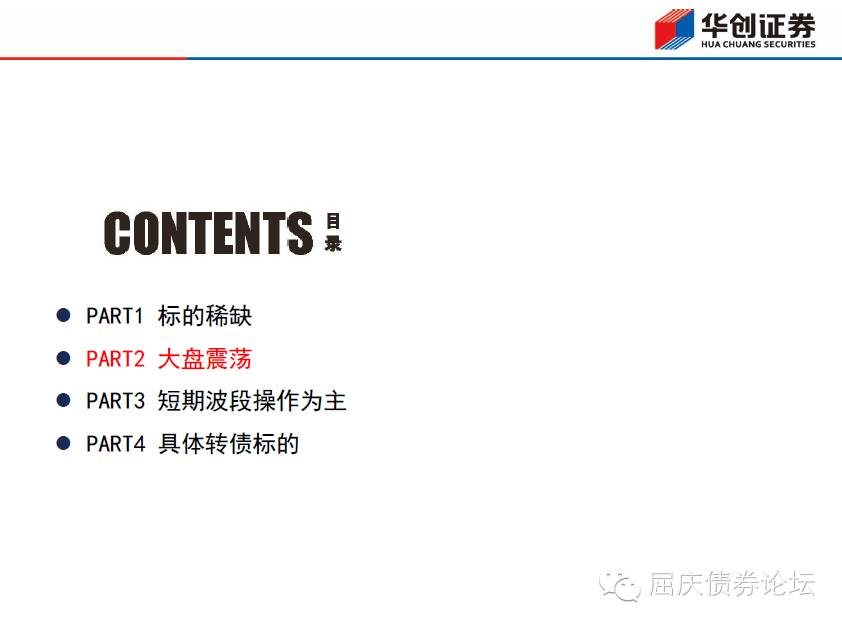 华创证券
HUA CHUANG SECURITIES
CONTENTS 目录
PART1 标的稀缺
PART2 大盘震荡
PART3 短期波段操作为主
PART4 具体转债标的
屈庆债券论坛